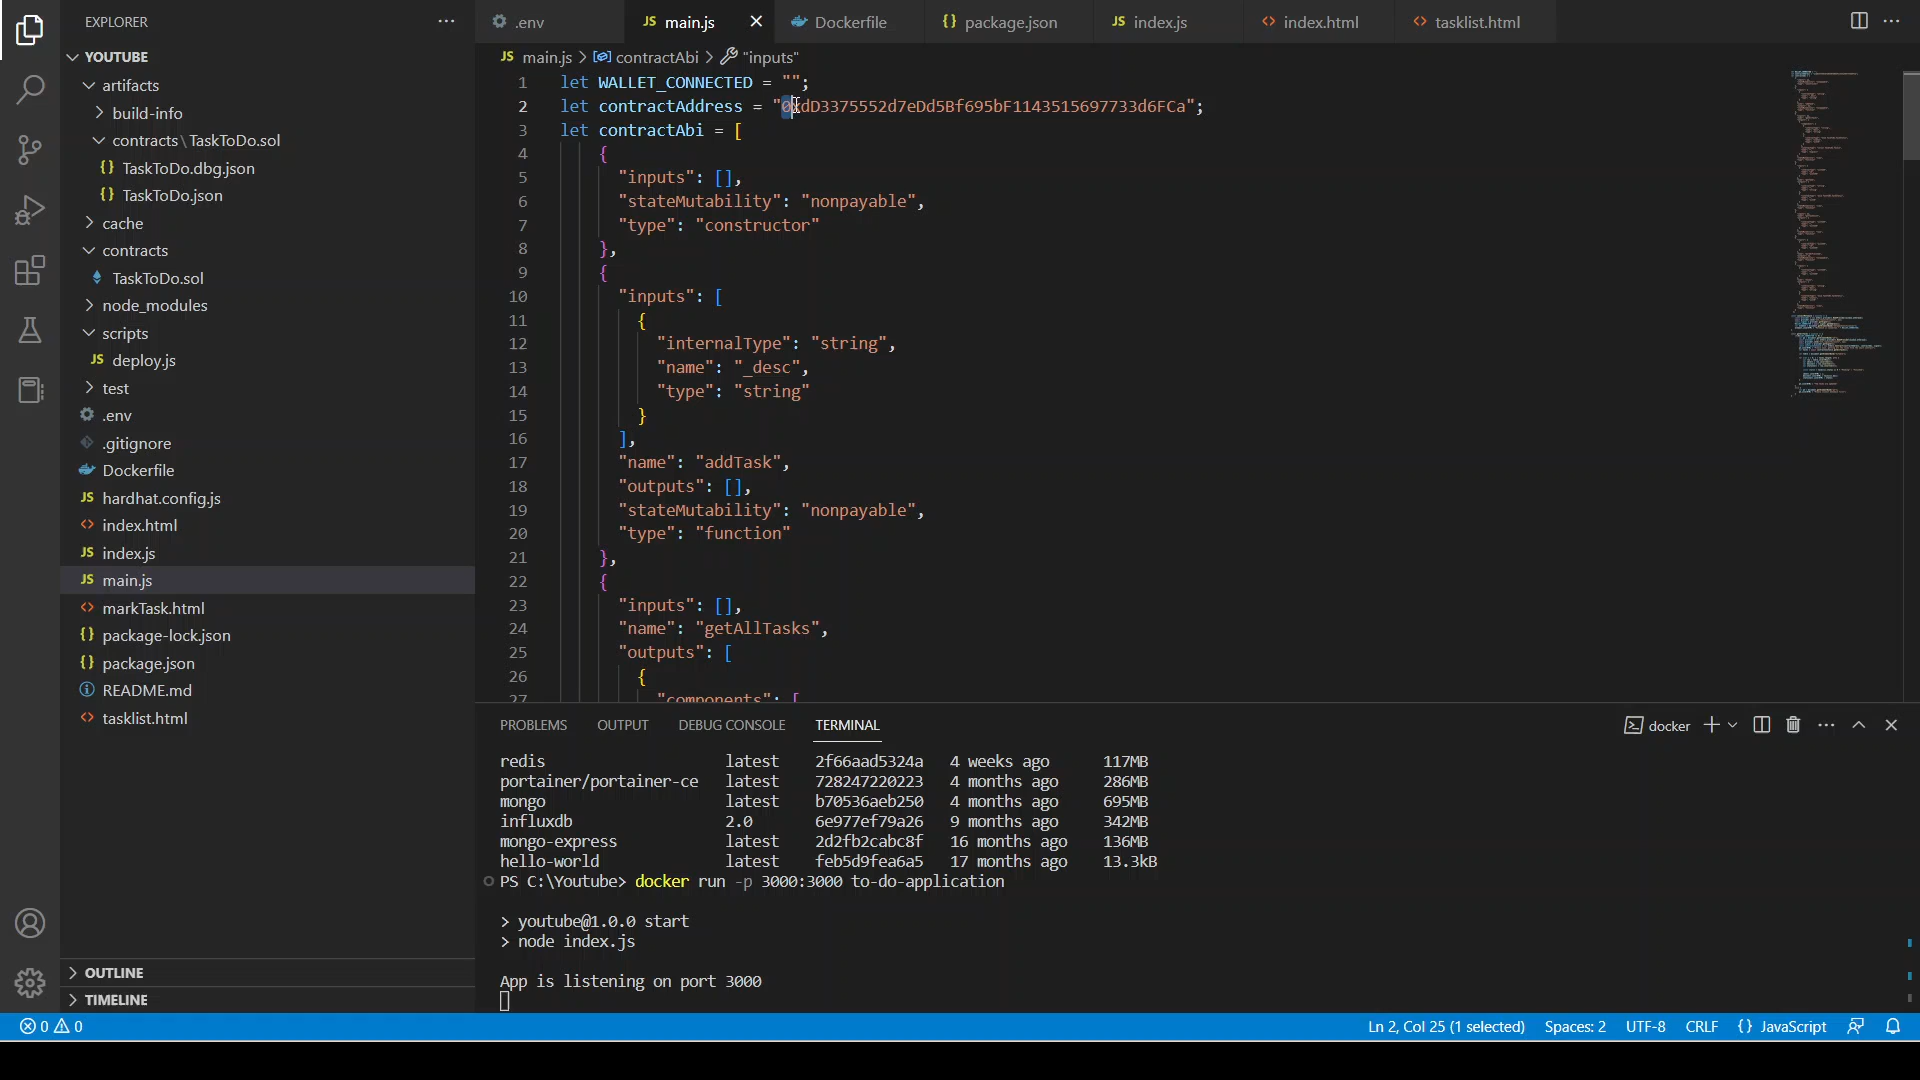 EXPLORER
YOUTUBE
artifacts
build-info
contracts \ TaskToDo.sol
TaskToDo.dbg.json
TaskToDo.json
cache
contracts
TaskToDo.sol
node_modules
scripts
JS deploy.js
test
.env
.gitignore
Dockerfile
JS hardhat.config.js
index.html
JS index.js
JS main.js
markTask.html
package-lock.json
package.json
README.md
tasklist.html
OUTLINE
TIMELINE
.env JS main.js Dockerfile {} package.json JS index.js <> index.html <> tasklist.html
JS main.js > contractAbi > "inputs"
1 let WALLET_CONNECTED = "";
2 let contractAddress = "0xdD3375552d7eDd5Bf695bF1143515697733d6FCa";
3 let contractAbi = [
4 {
5 "inputs": [],
6 "stateMutability": "nonpayable",
7 "type": "constructor"
8 },
9 {
10 "inputs": [
11 {
12 "internalType": "string",
13 "name": "_desc",
14 "type": "string"
15 }
16 ],
17 "name": "addTask",
18 "outputs": [],
19 "stateMutability": "nonpayable",
20 "type": "function"
21 },
22 {
23 "inputs": [],
24 "name": "getAllTasks",
25 "outputs": [
26 {
27 "components": [
PROBLEMS OUTPUT DEBUG CONSOLE TERMINAL docker
redis latest 2f66aad5324a 4 weeks ago 117MB
portainer/portainer-ce latest 728247220223 4 months ago 286MB
mongo latest b70536aeb250 4 months ago 695MB
influxdb 2.0 6e977ef79a26 9 months ago 342MB
mongo-express latest 2d2fb2cabc8f 16 months ago 136MB
hello-world latest feb5d9fea6a5 17 months ago 13.3kB
PS C:\Youtube> docker run -p 3000:3000 to-do-application
> youtube@1.0.0 start
> node index.js
App is listening on port 3000
0 0 Ln 2, Col 25 (1 selected) Spaces: 2 UTF-8 CRLF {} JavaScript